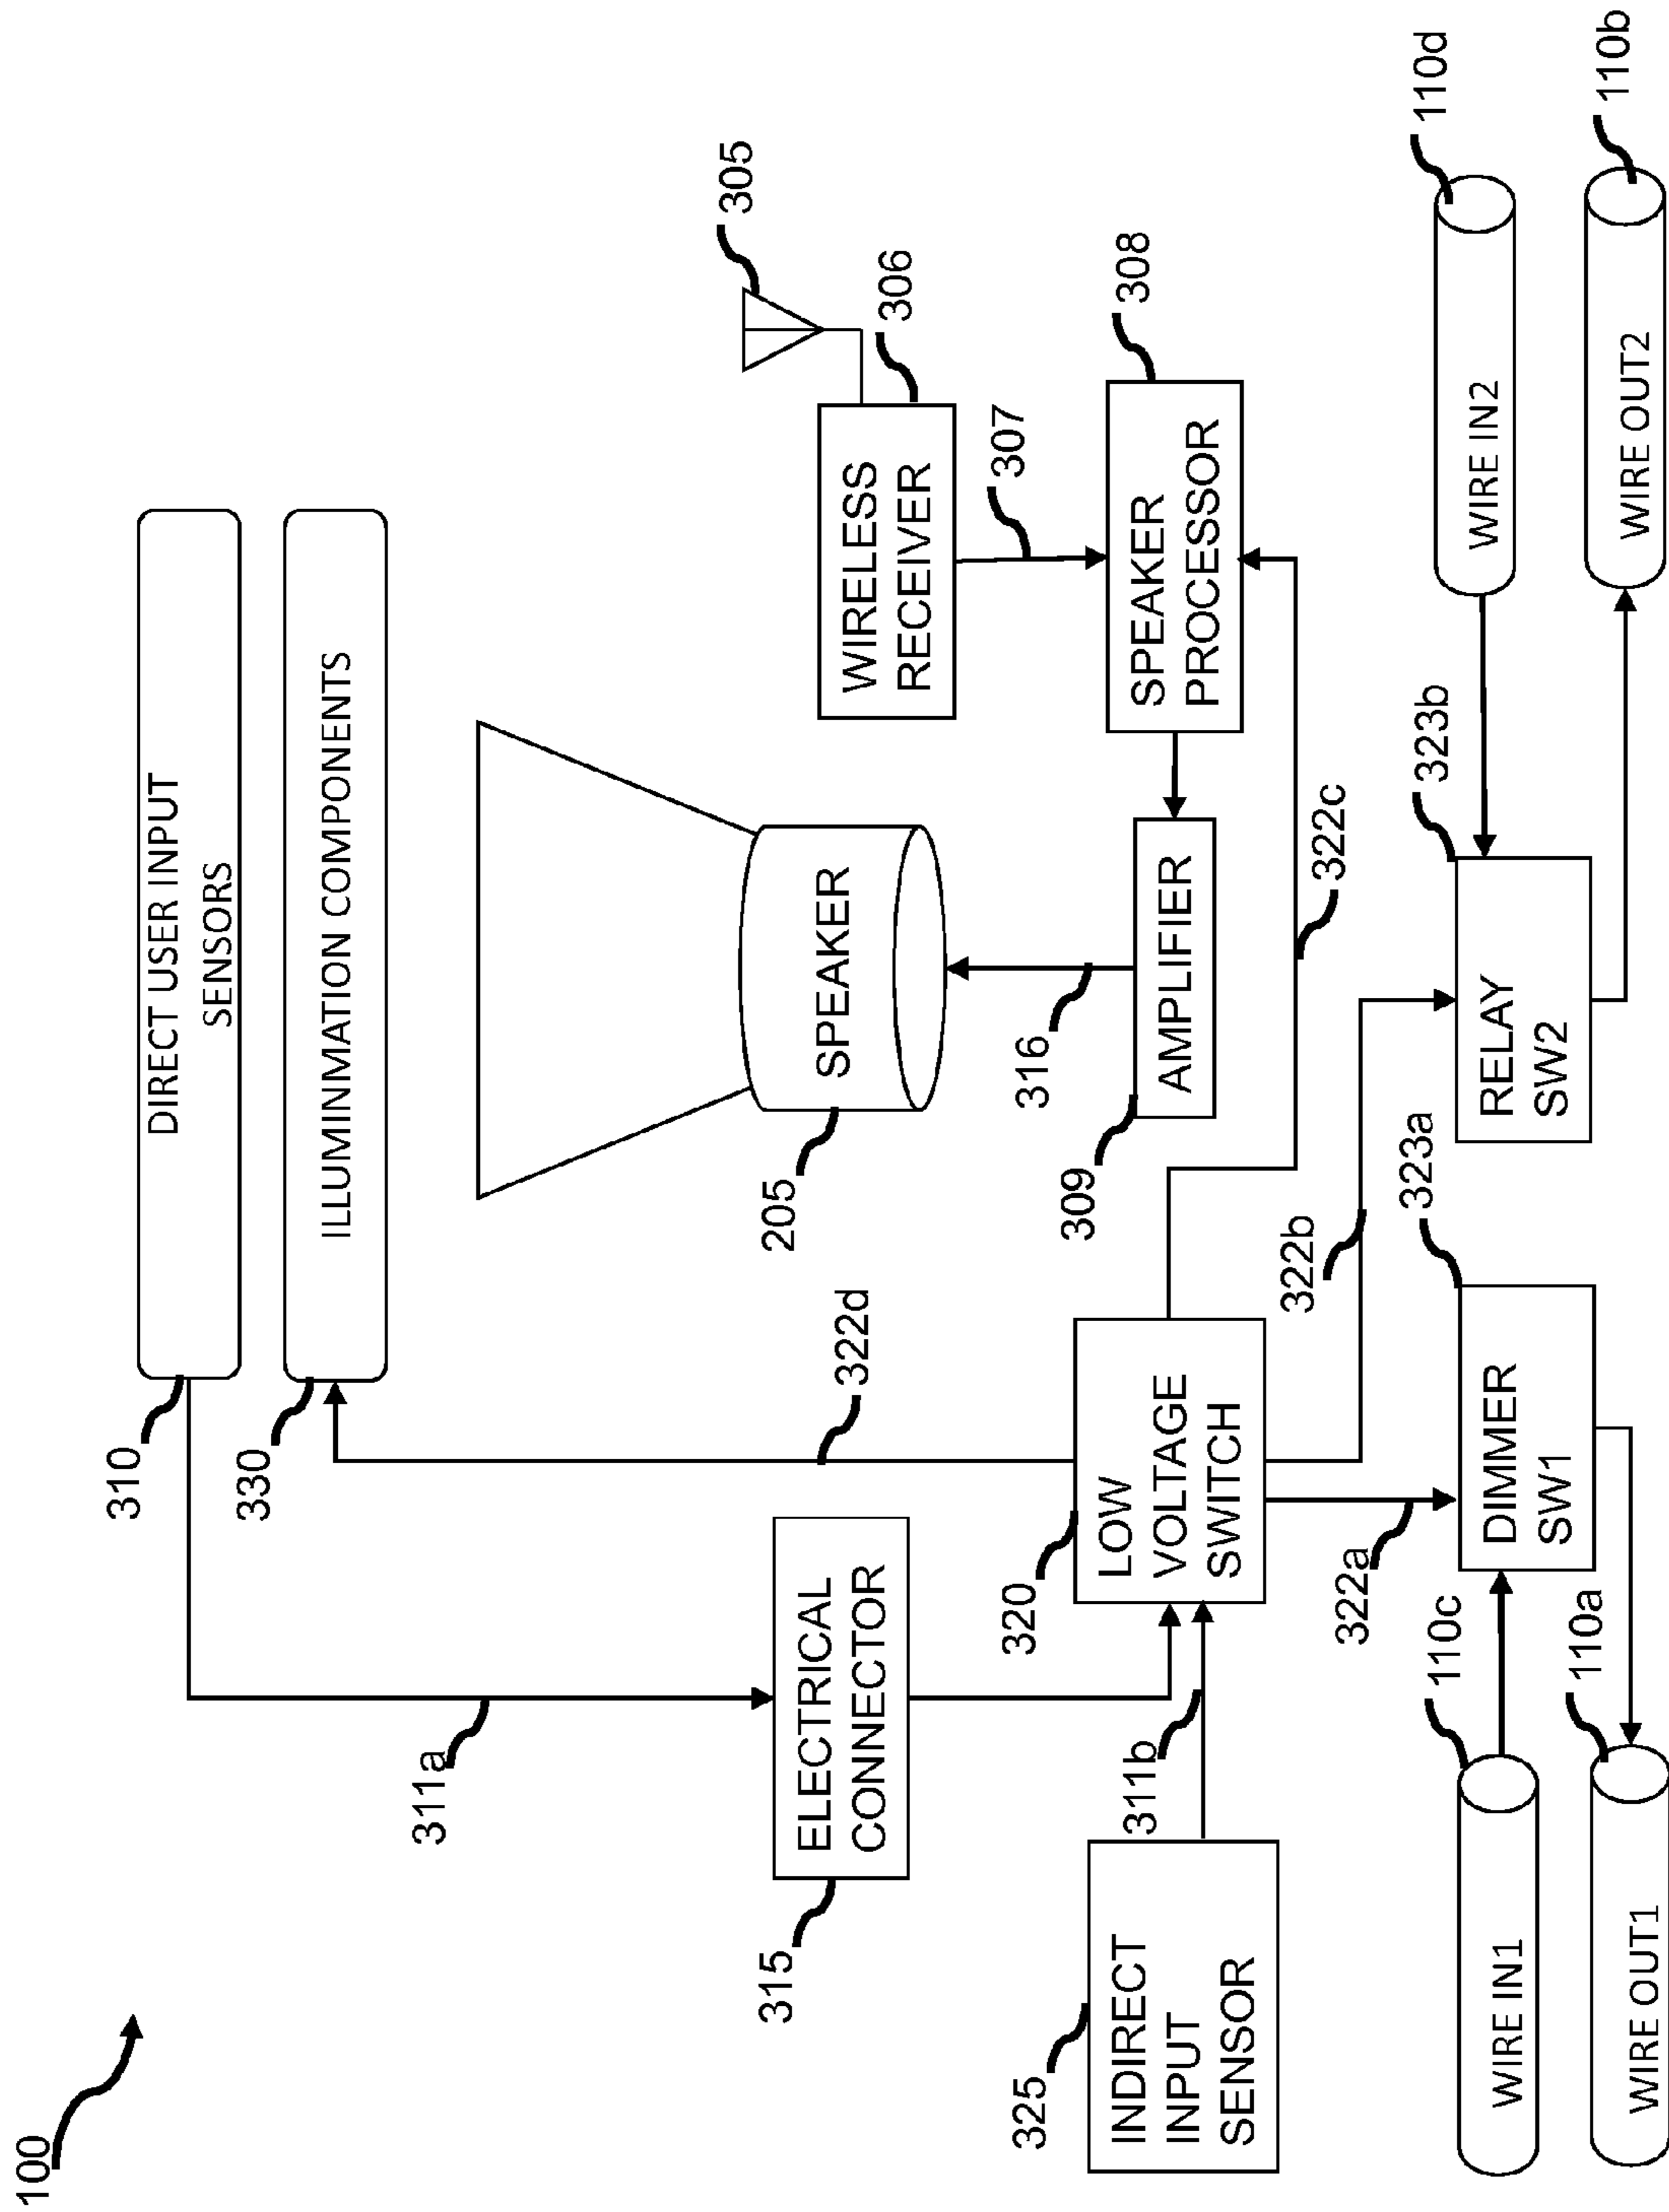 100
310
DIRECT USER INPUT
SENSORS
330
ILLUMINMATION COMPONENTS
311a
322d
305
205
SPEAKER
WIRELESS
RECEIVER
306
315
ELECTRICAL
CONNECTOR
316
307
309
AMPLIFIER
SPEAKER
PROCESSOR
308
325
INDIRECT
INPUT
SENSOR
311b
320
LOW
VOLTAGE
SWITCH
322b
322c
322a
323a
323b
110c
110d
WIRE IN1
DIMMER
SW1
RELAY
SW2
WIRE IN2
110a
110b
WIRE OUT1
WIRE OUT2